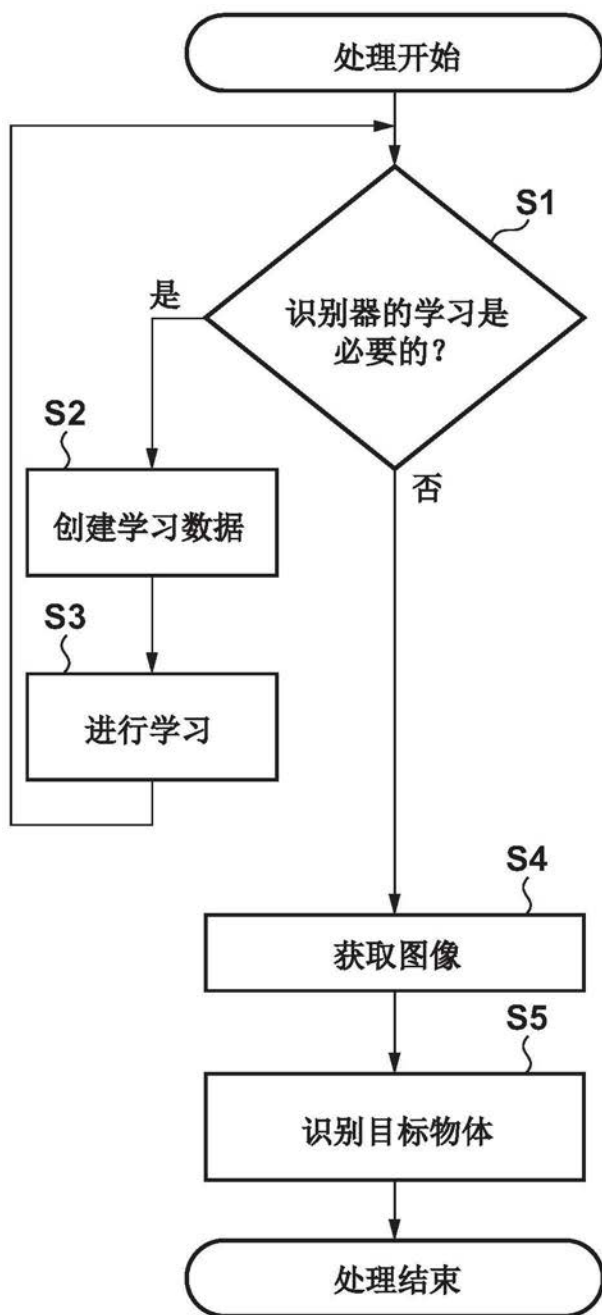 处理开始
S1
识别器的学习是
必要的?
是
否
S2
创建学习数据
S3
进行学习
S4
获取图像
S5
识别目标物体
处理结束